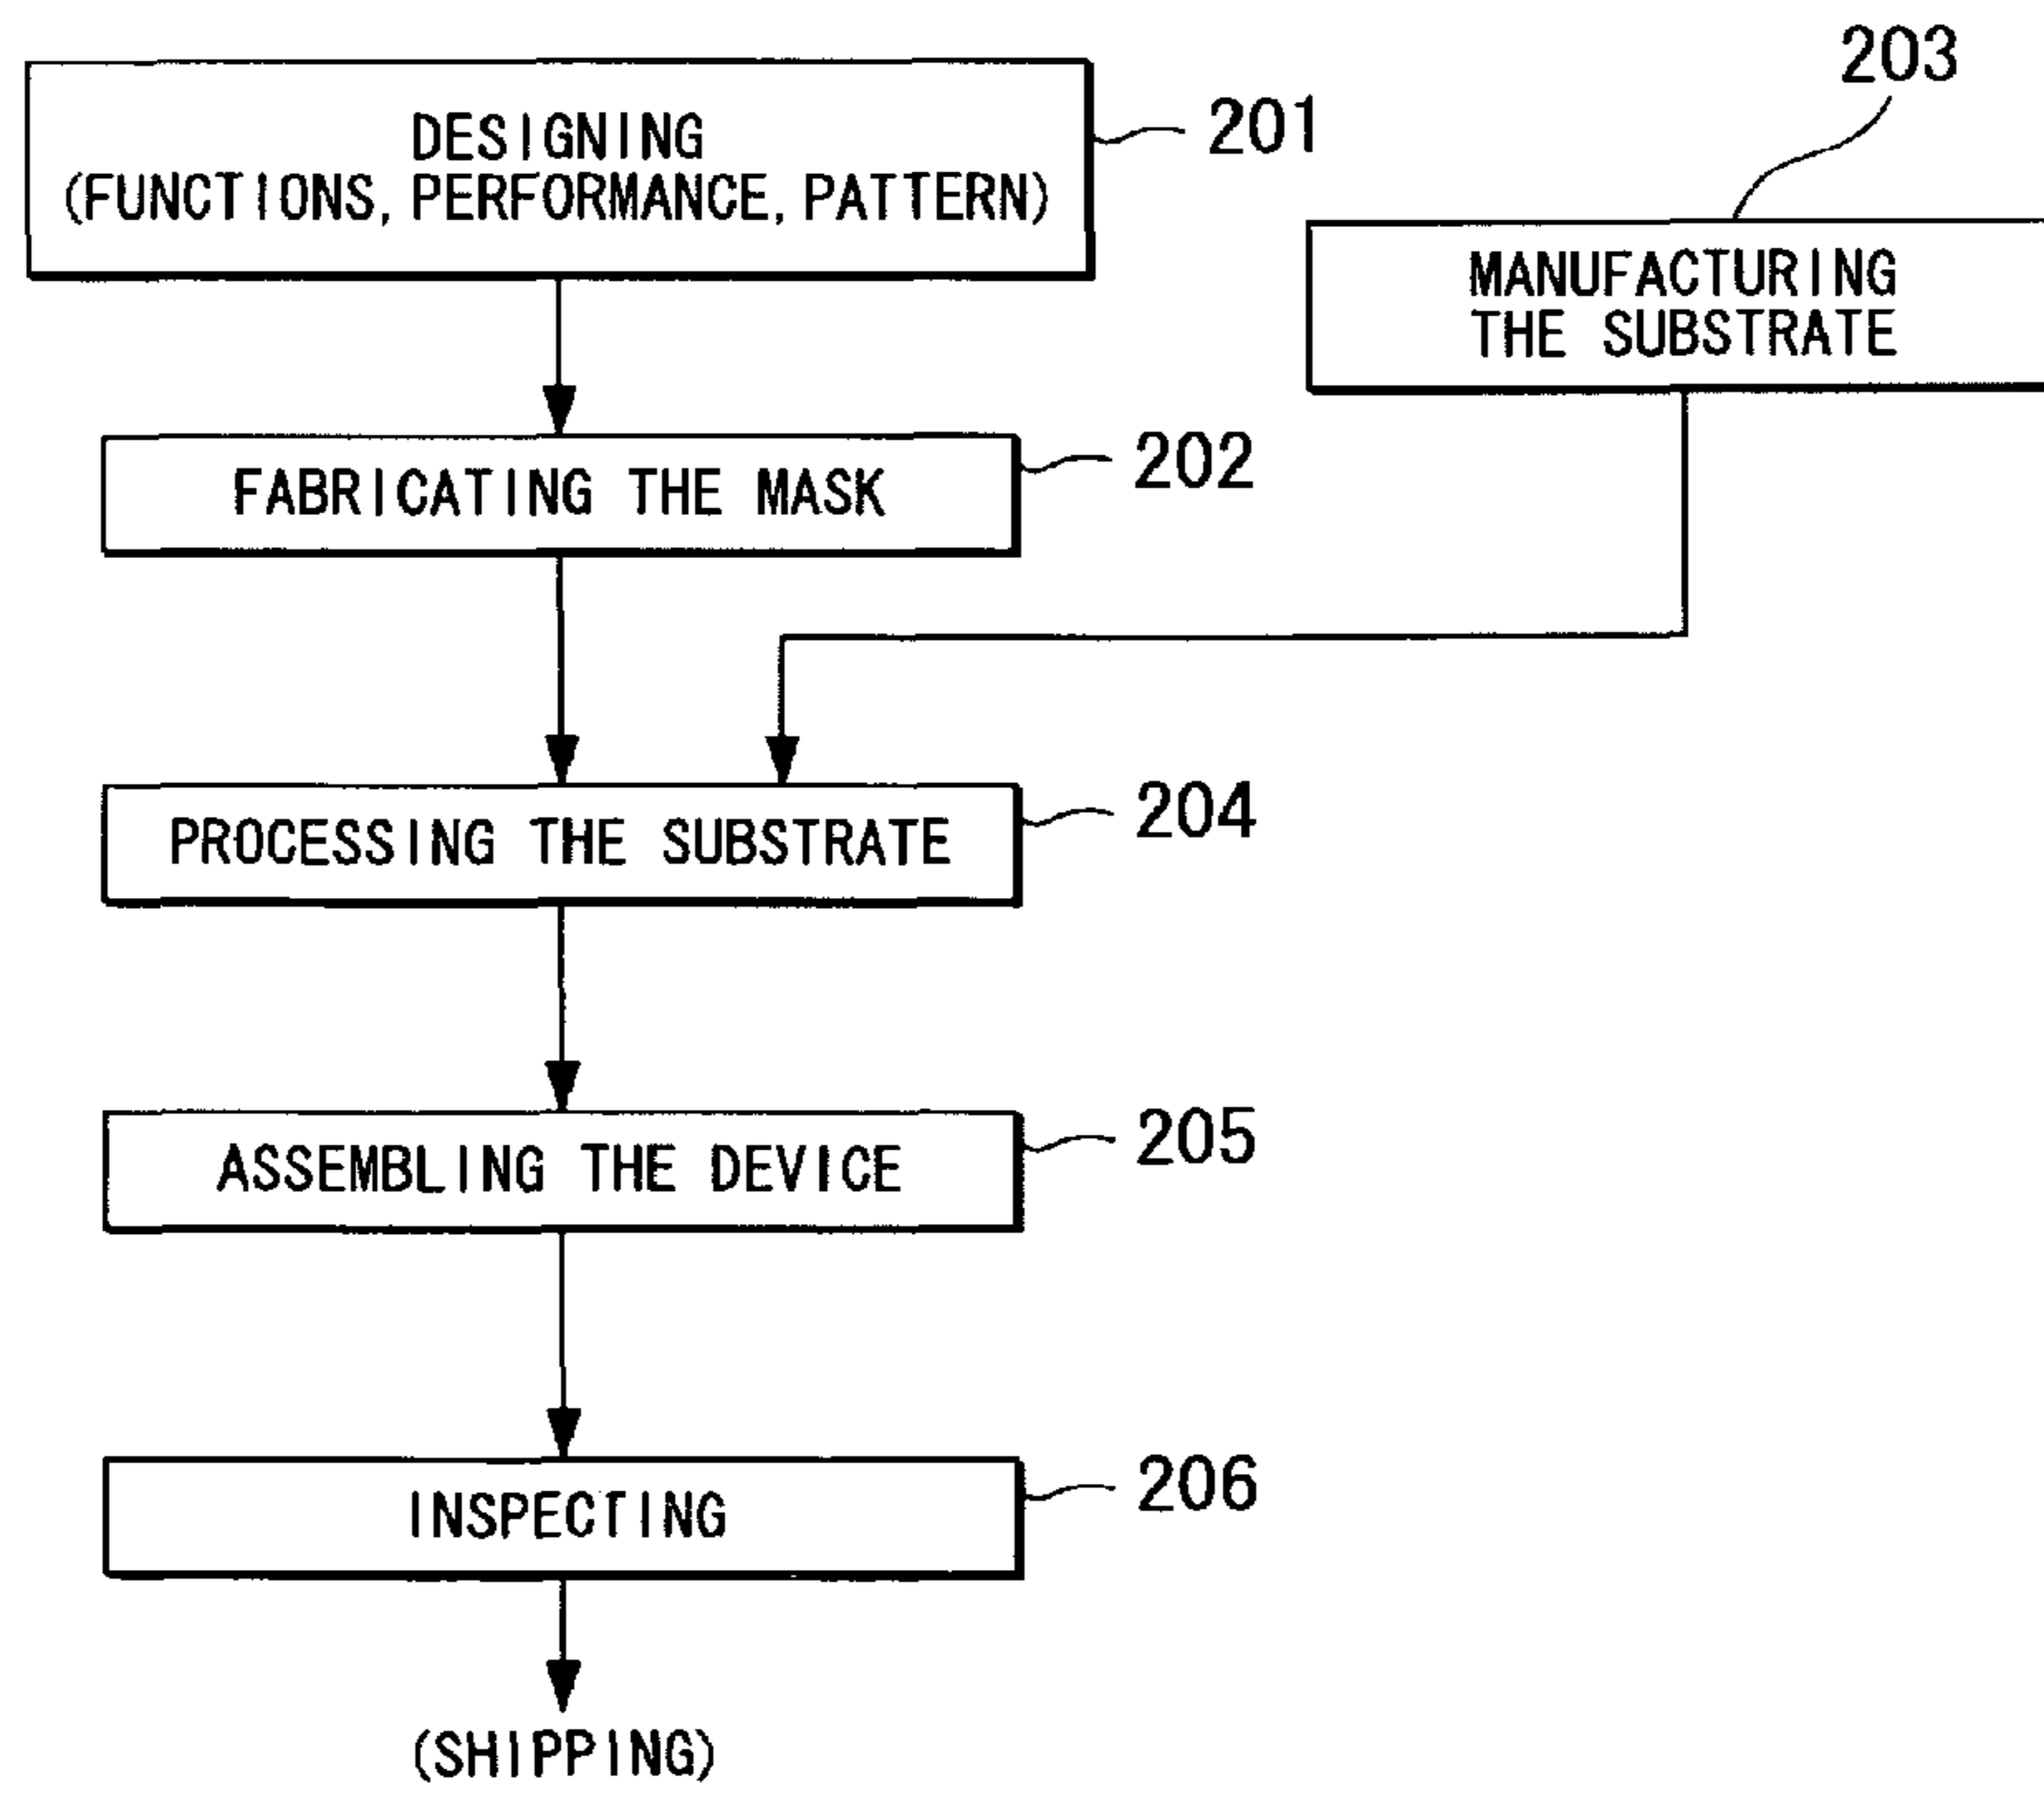 203
DESIGNING
(FUNCTIONS, PERFORMANCE, PATTERN)
201
MANUFACTURING
THE SUBSTRATE
FABRICATING THE MASK
202
PROCESSING THE SUBSTRATE
204
ASSEMBLING THE DEVICE
205
INSPECTING
206
(SHIPPING)